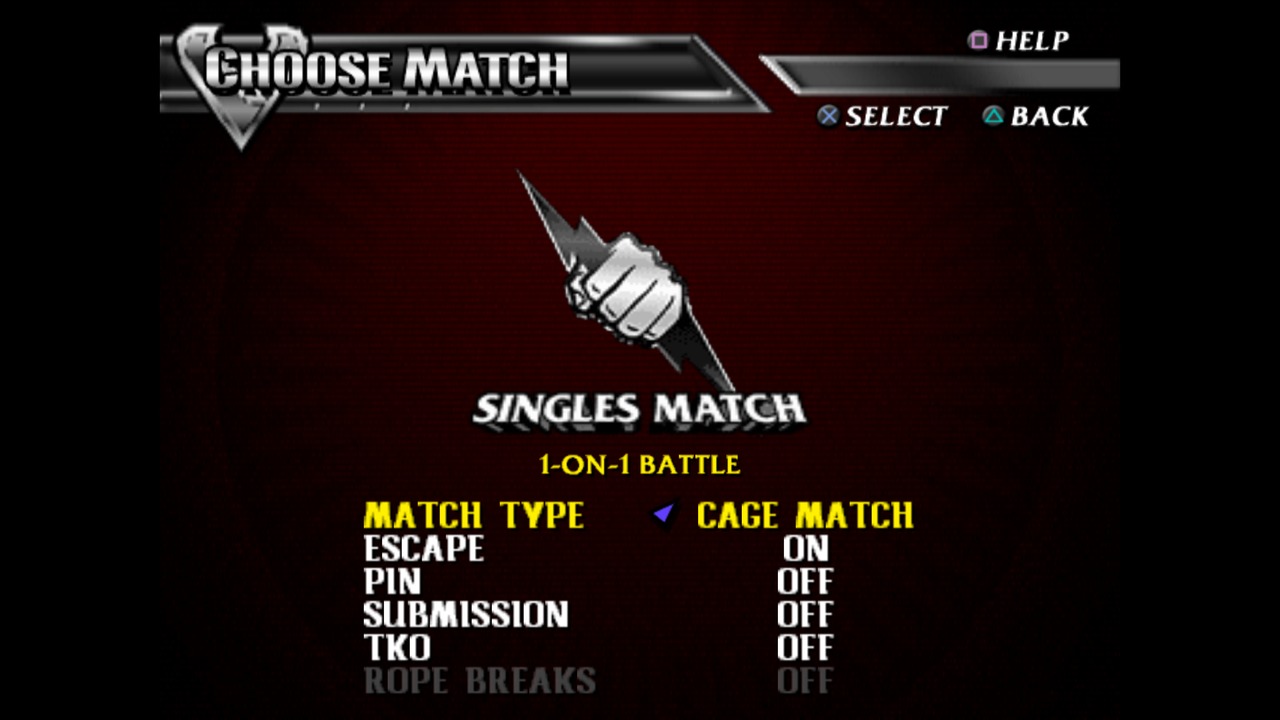 CHOOSE MATCH
HELP
SELECT BACK
SINGLES MATCH
1-ON-1 BATTLE
MATCH TYPE CAGE MATCH
ESCAPE ON
PIN OFF
SUBMISSION OFF
TKO OFF
ROPE BREAKS OFF